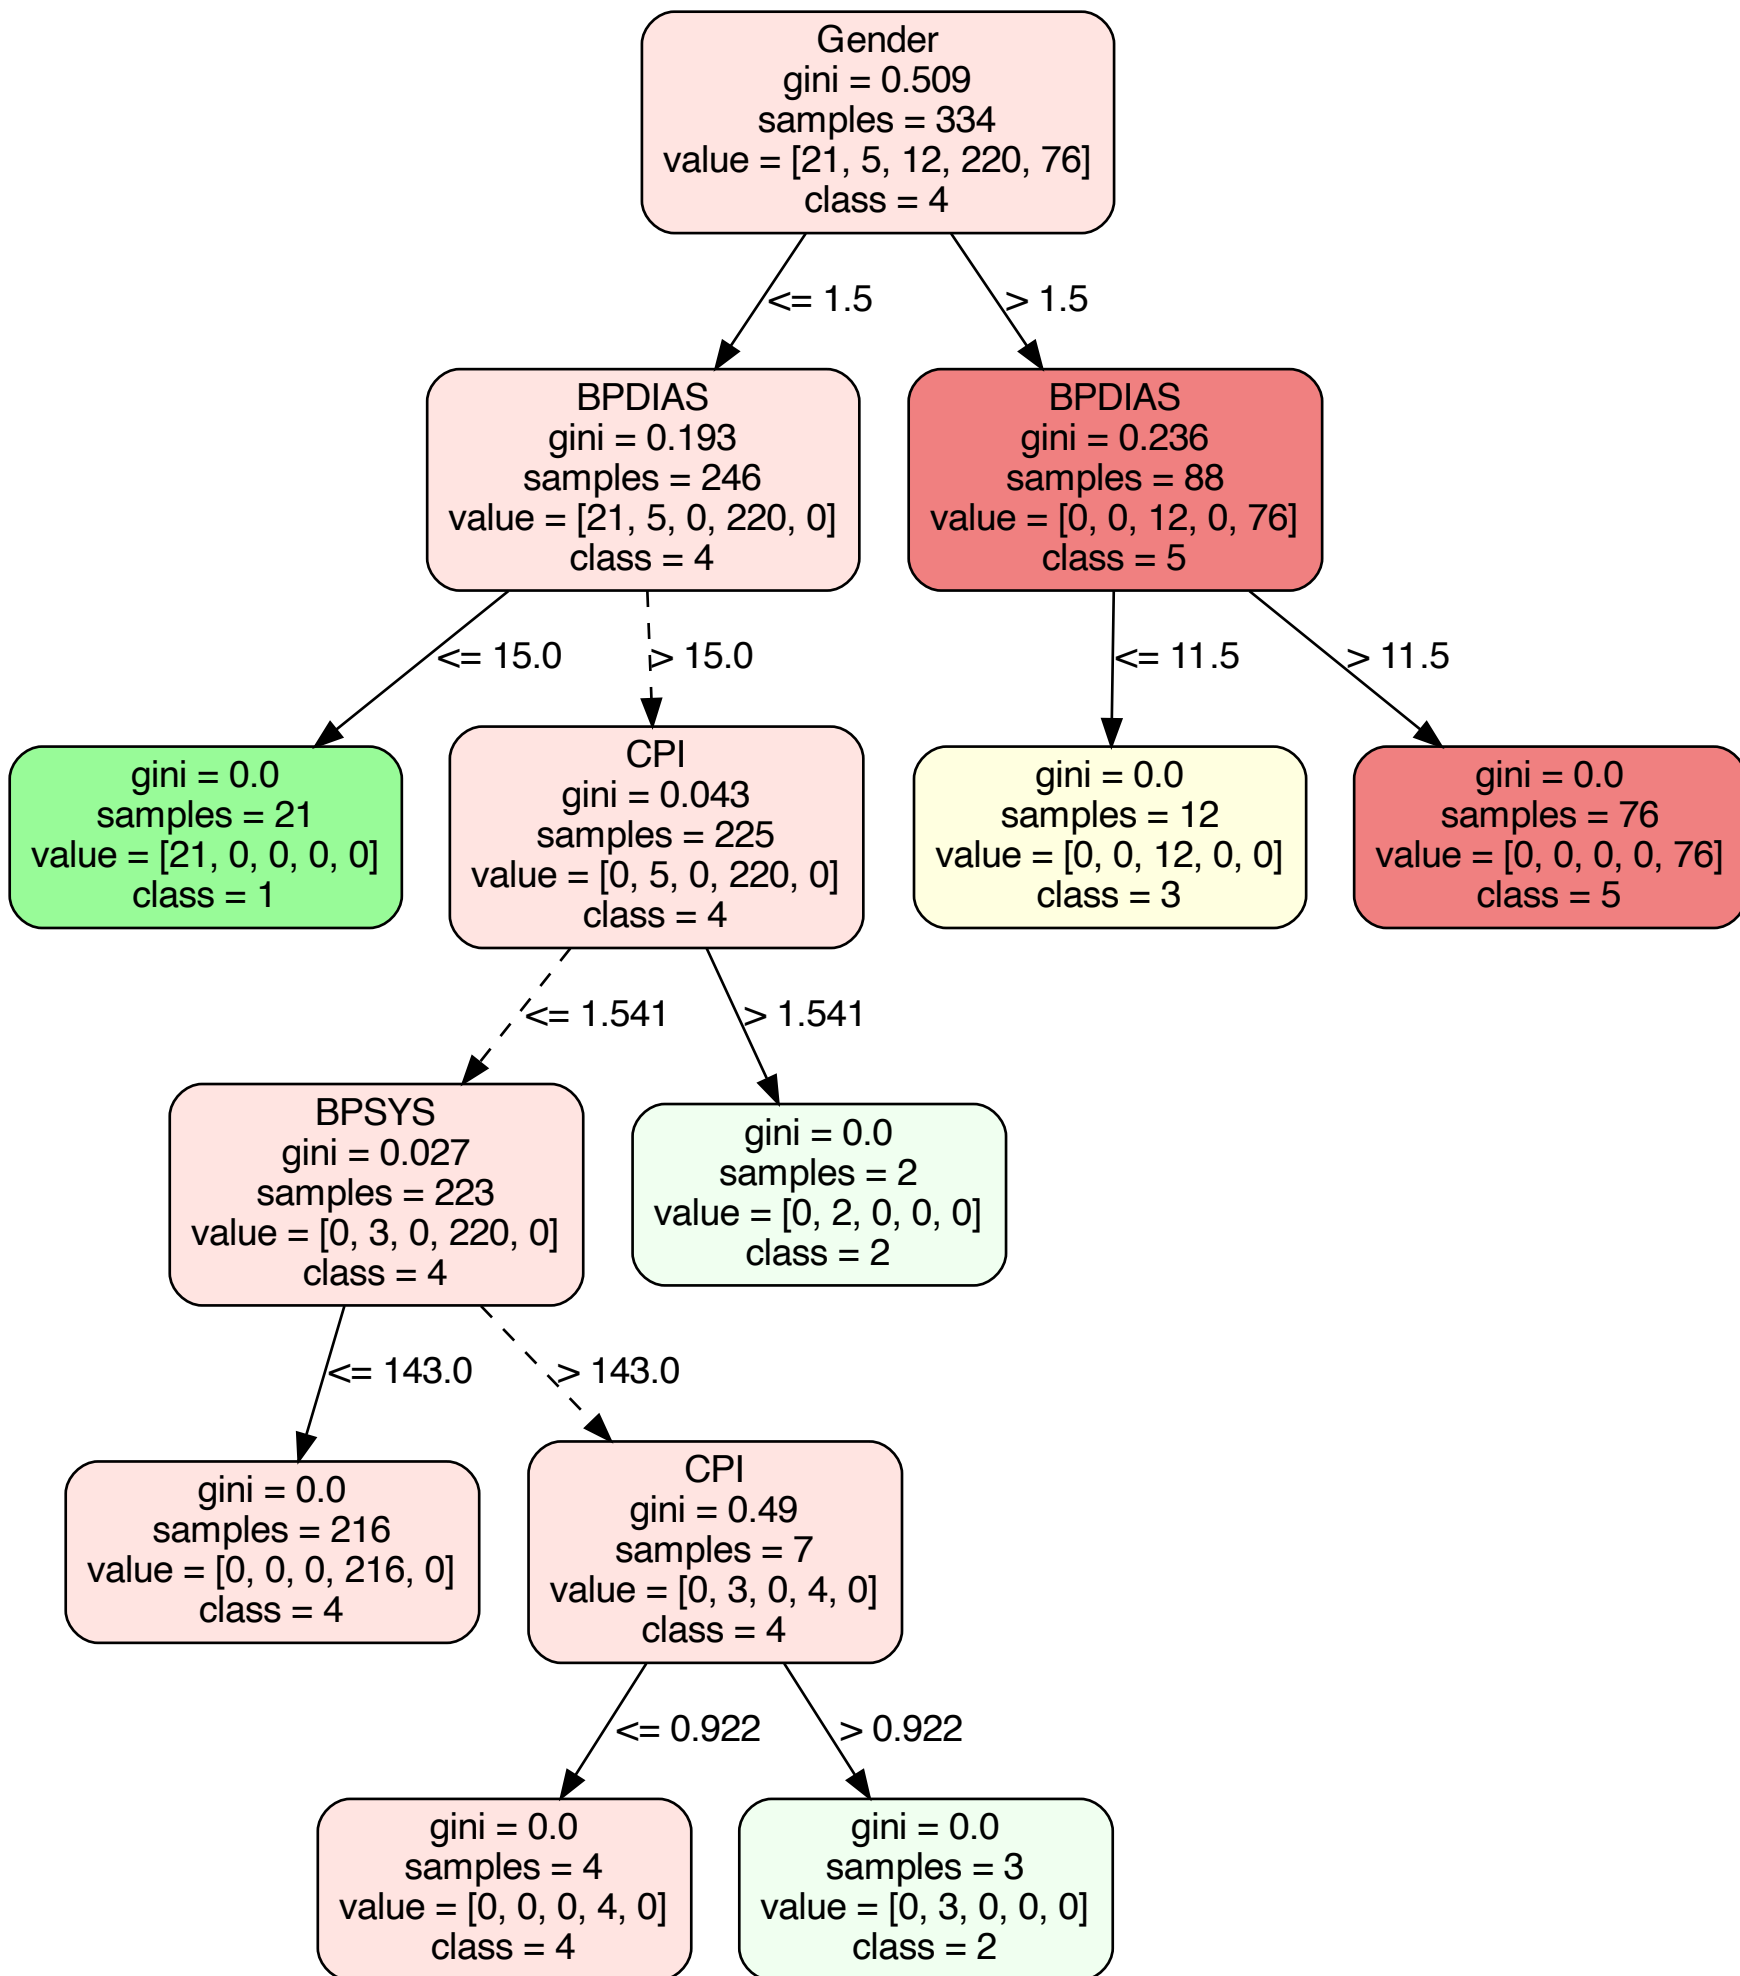 Gender
gini = 0.509
samples = 334
value = [21, 5, 12, 220, 76]
class = 4
<= 1.5
> 1.5
BPDIAS
gini = 0.193
samples = 246
value = [21, 5, 0, 220, 0]
class = 4
BPDIAS
gini = 0.236
samples = 88
value = [0, 0, 12, 0, 76]
class = 5
<= 15.0
> 15.0
<= 11.5
> 11.5
gini = 0.0
samples = 21
value = [21, 0, 0, 0, 0]
class = 1
CPI
gini = 0.043
samples = 225
value = [0, 5, 0, 220, 0]
class = 4
gini = 0.0
samples = 12
value = [0, 0, 12, 0, 0]
class = 3
gini = 0.0
samples = 76
value = [0, 0, 0, 0, 76]
class = 5
<= 1.541
> 1.541
BPSYS
gini = 0.027
samples = 223
value = [0, 3, 0, 220, 0]
class = 4
gini = 0.0
samples = 2
value = [0, 2, 0, 0, 0]
class = 2
<= 143.0
> 143.0
gini = 0.0
samples = 216
value = [0, 0, 0, 216, 0]
class = 4
CPI
gini = 0.49
samples = 7
value = [0, 3, 0, 4, 0]
class = 4
<= 0.922
> 0.922
gini = 0.0
samples = 4
value = [0, 0, 0, 4, 0]
class = 4
gini = 0.0
samples = 3
value = [0, 3, 0, 0, 0]
class = 2